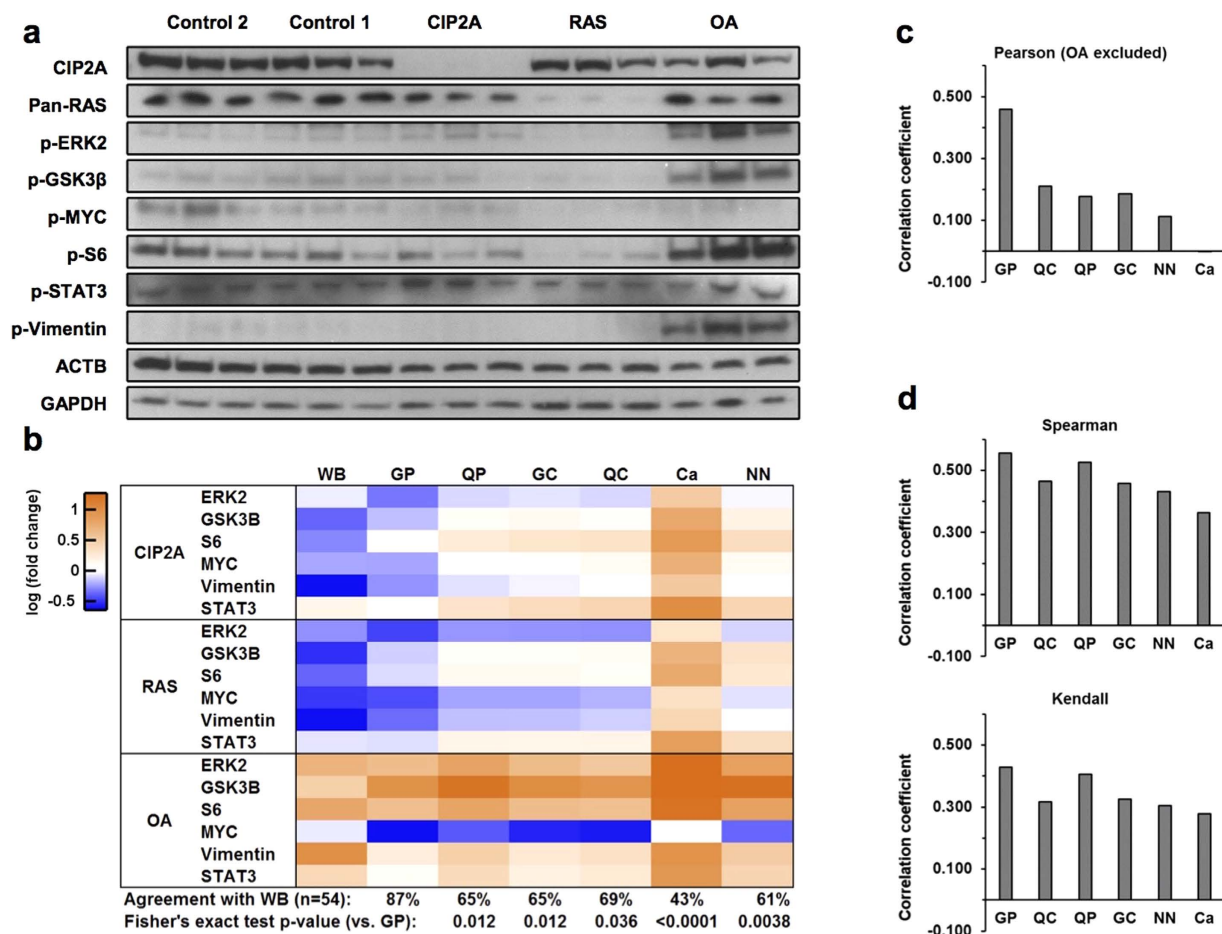 a
Control 2 Control 1 CIP2A RAS OA
CIP2A
Pan-RAS
p-ERK2
p-GSK3β
p-MYC
p-S6
p-STAT3
p-Vimentin
ACTB
GAPDH
b
WB GP QP GC QC Ca NN
log (fold change)
1
0.5
0
-0.5
CIP2A
ERK2
GSK3B
S6
MYC
Vimentin
STAT3
RAS
ERK2
GSK3B
S6
MYC
Vimentin
STAT3
OA
ERK2
GSK3B
S6
MYC
Vimentin
STAT3
Agreement with WB (n=54): 87% 65% 65% 69% 43% 61%
Fisher's exact test p-value (vs. GP): 0.012 0.012 0.036 <0.0001 0.0038
c
Pearson (OA excluded)
Correlation coefficient
0.500
0.300
0.100
-0.100
GP QC QP GC NN Ca
d
Spearman
Correlation coefficient
0.500
0.300
0.100
-0.100
GP QC QP GC NN Ca
Kendall
Correlation coefficient
0.500
0.300
0.100
-0.100
GP QC QP GC NN Ca